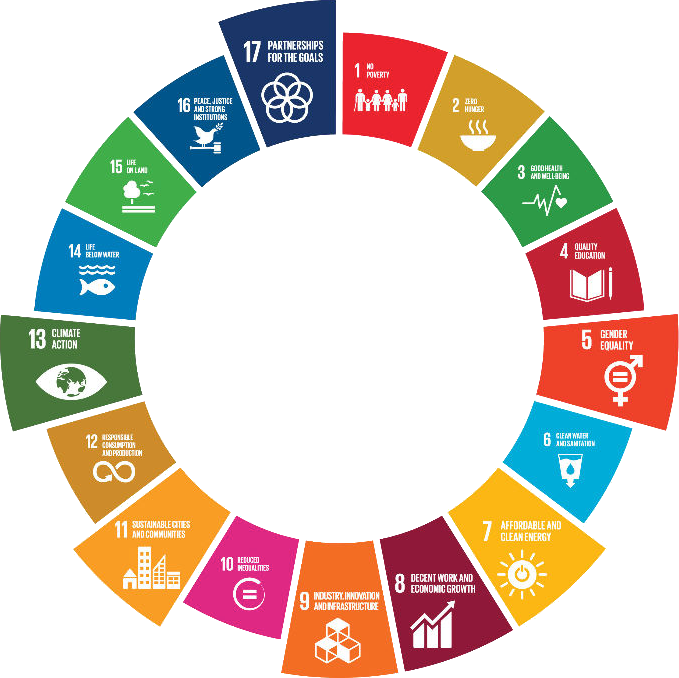 1 NO
POVERTY
2 ZERO
HUNGER
3 GOOD HEALTH
AND WELL-BEING
4 QUALITY
EDUCATION
5 GENDER
EQUALITY
6 CLEAN WATER
AND SANITATION
7 AFFORDABLE AND
CLEAN ENERGY
8 DECENT WORK AND
ECONOMIC GROWTH
9 INDUSTRY, INNOVATION
AND INFRASTRUCTURE
10 REDUCED
INEQUALITIES
11 SUSTAINABLE CITIES
AND COMMUNITIES
12 RESPONSIBLE
CONSUMPTION
AND PRODUCTION
13 CLIMATE
ACTION
14 LIFE
BELOW WATER
15 LIFE
ON LAND
16 PEACE, JUSTICE
AND STRONG
INSTITUTIONS
17 PARTNERSHIPS
FOR THE GOALS